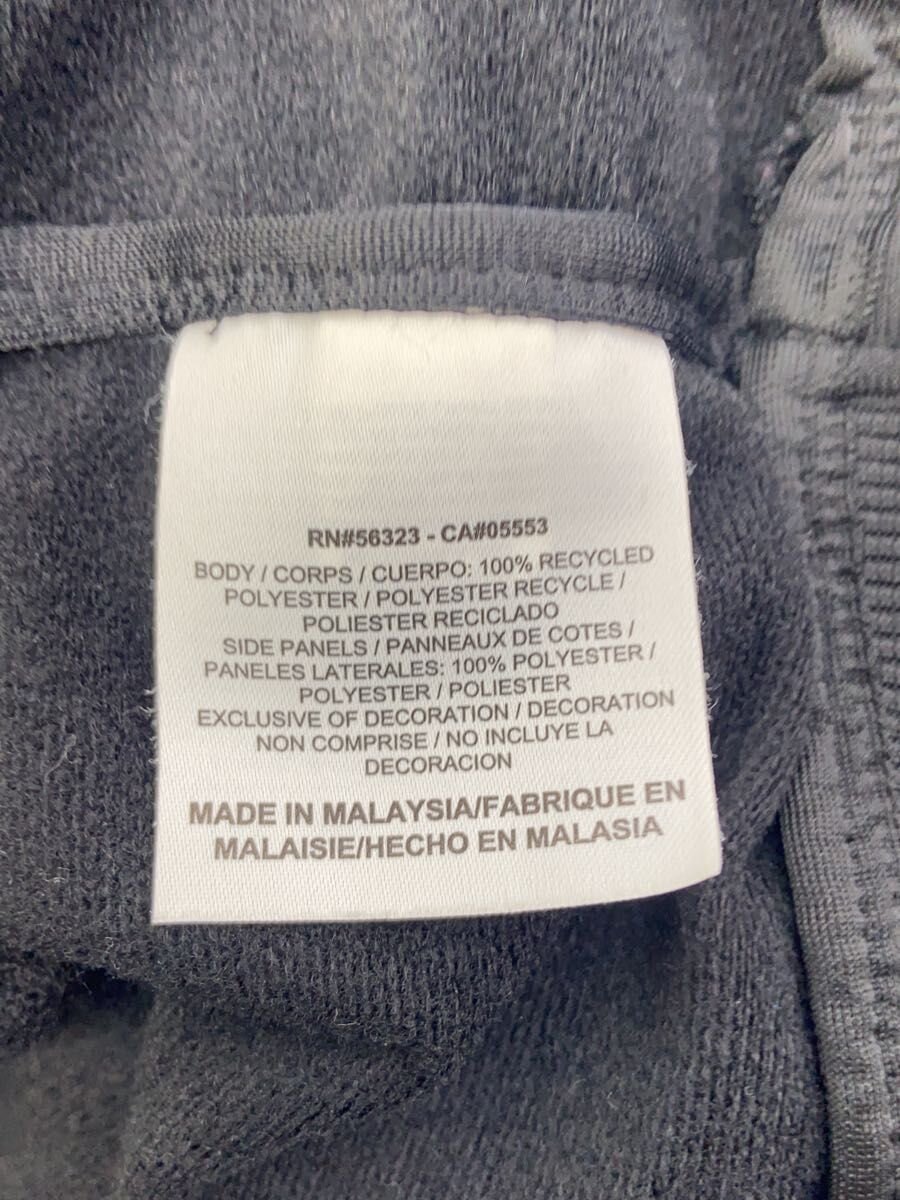 RN#56323 - CA#05553
BODY / CORPS / CUERPO: 100% RECYCLED
POLYESTER / POLYESTER RECYCLE /
POLIESTER RECICLADO
SIDE PANELS / PANNEAUX DE COTES /
PANELES LATERALES: 100% POLYESTER /
POLYESTER / POLIESTER
EXCLUSIVE OF DECORATION / DECORATION
NON COMPRISE / NO INCLUYE LA
DECORACION
MADE IN MALAYSIA/FABRIQUE EN
MALAISIE/HECHO EN MALASIA